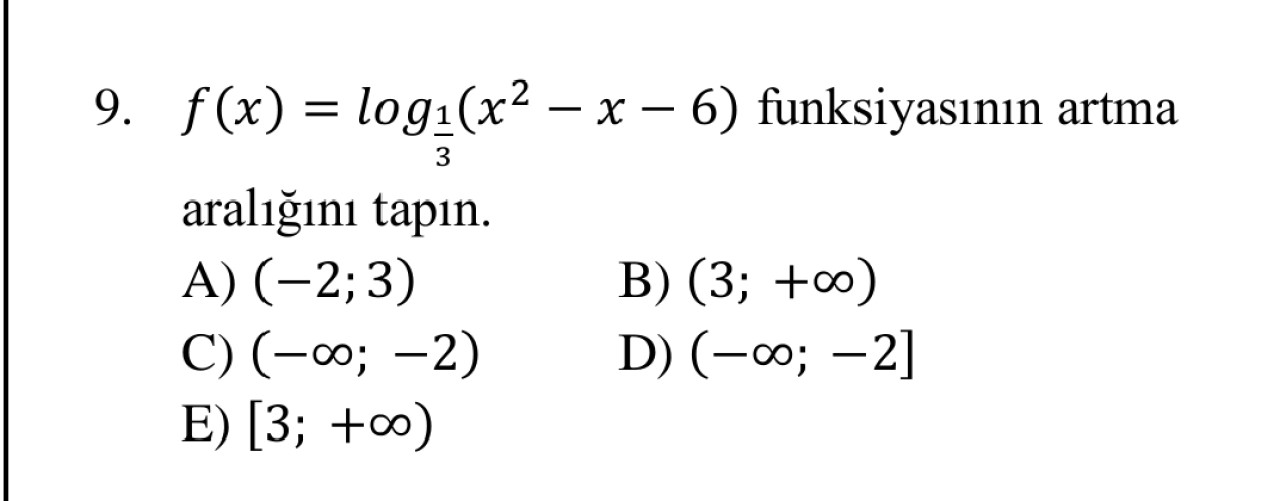 9. f(x) = log_{1/3}(x² − x − 6) funksiyasının artma
aralığını tapın.
A) (−2; 3) B) (3; +∞)
C) (−∞; −2) D) (−∞; −2]
E) [3; +∞)